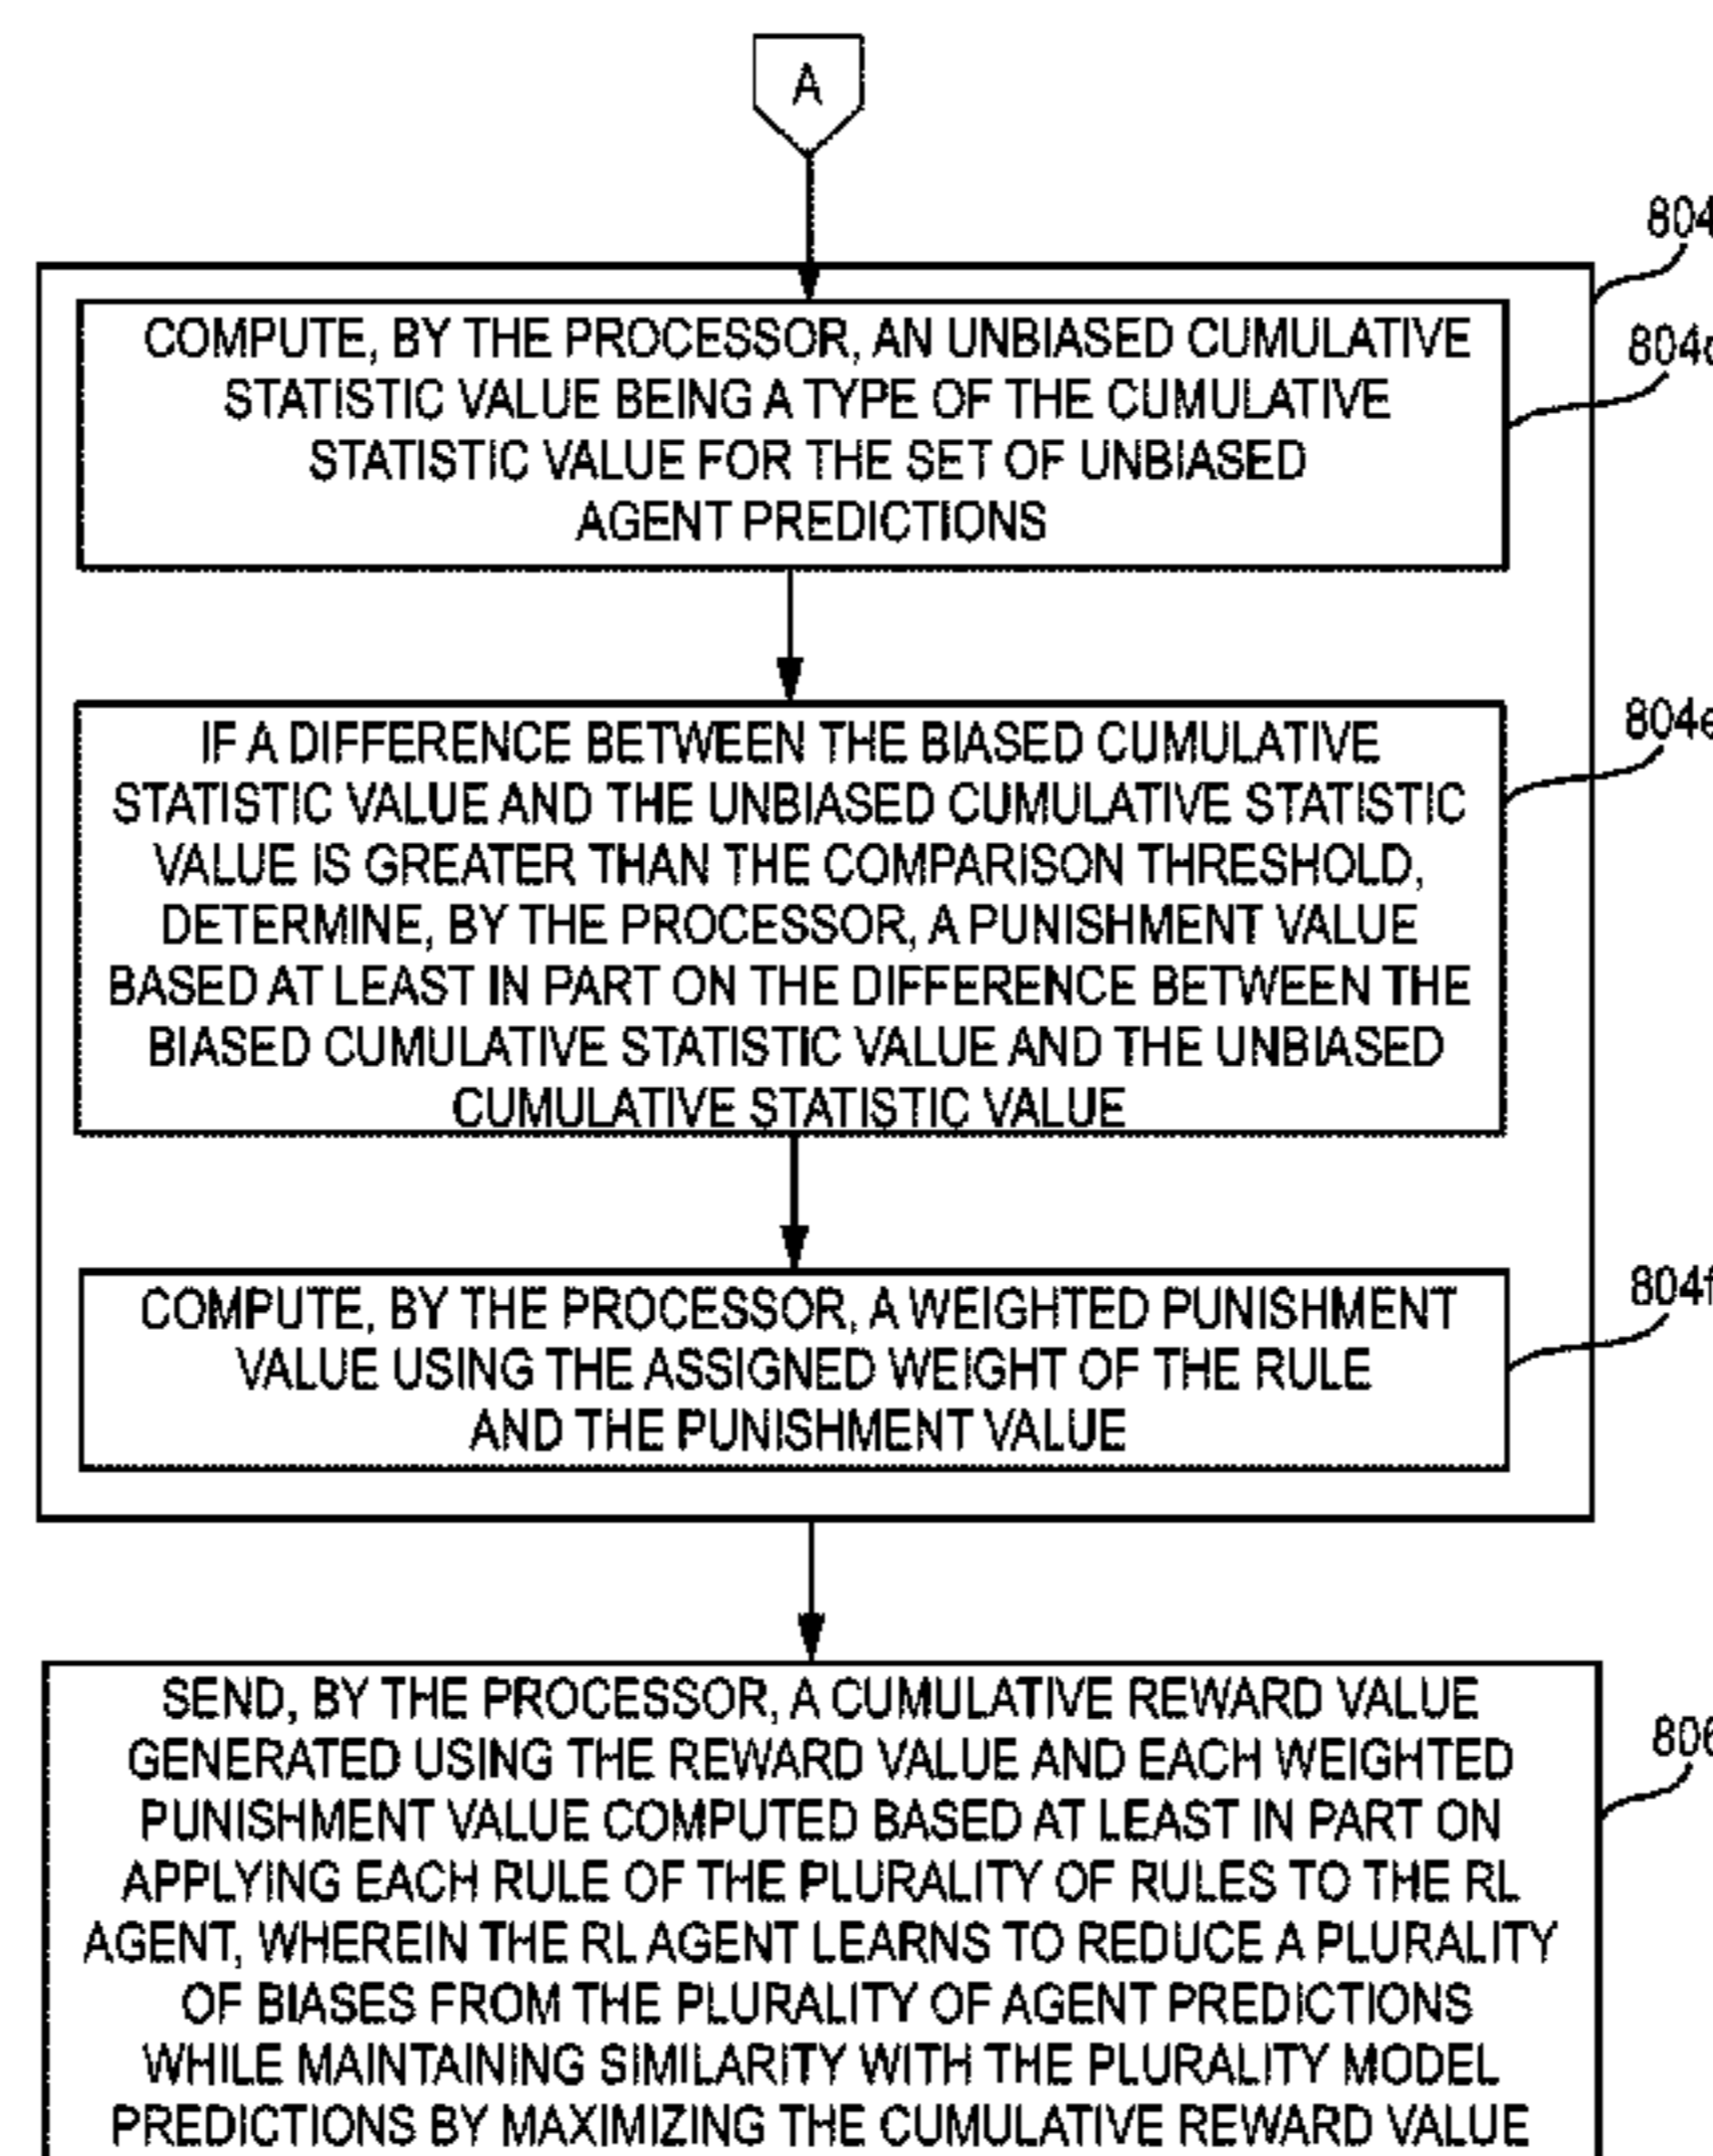 A
804
COMPUTE, BY THE PROCESSOR, AN UNBIASED CUMULATIVE
STATISTIC VALUE BEING A TYPE OF THE CUMULATIVE
STATISTIC VALUE FOR THE SET OF UNBIASED
AGENT PREDICTIONS
IF A DIFFERENCE BETWEEN THE BIASED CUMULATIVE
STATISTIC VALUE AND THE UNBIASED CUMULATIVE STATISTIC
VALUE IS GREATER THAN THE COMPARISON THRESHOLD,
DETERMINE, BY THE PROCESSOR, A PUNISHMENT VALUE
BASED AT LEAST IN PART ON THE DIFFERENCE BETWEEN THE
BIASED CUMULATIVE STATISTIC VALUE AND THE UNBIASED
CUMULATIVE STATISTIC VALUE
804e
COMPUTE, BY THE PROCESSOR, A WEIGHTED PUNISHMENT
VALUE USING THE ASSIGNED WEIGHT OF THE RULE
AND THE PUNISHMENT VALUE
804f
SEND, BY THE PROCESSOR, A CUMULATIVE REWARD VALUE
GENERATED USING THE REWARD VALUE AND EACH WEIGHTED
PUNISHMENT VALUE COMPUTED BASED AT LEAST IN PART ON
APPLYING EACH RULE OF THE PLURALITY OF RULES TO THE RL
AGENT, WHEREIN THE RL AGENT LEARNS TO REDUCE A PLURALITY
OF BIASES FROM THE PLURALITY OF AGENT PREDICTIONS
WHILE MAINTAINING SIMILARITY WITH THE PLURALITY MODEL
PREDICTIONS BY MAXIMIZING THE CUMULATIVE REWARD VALUE
806